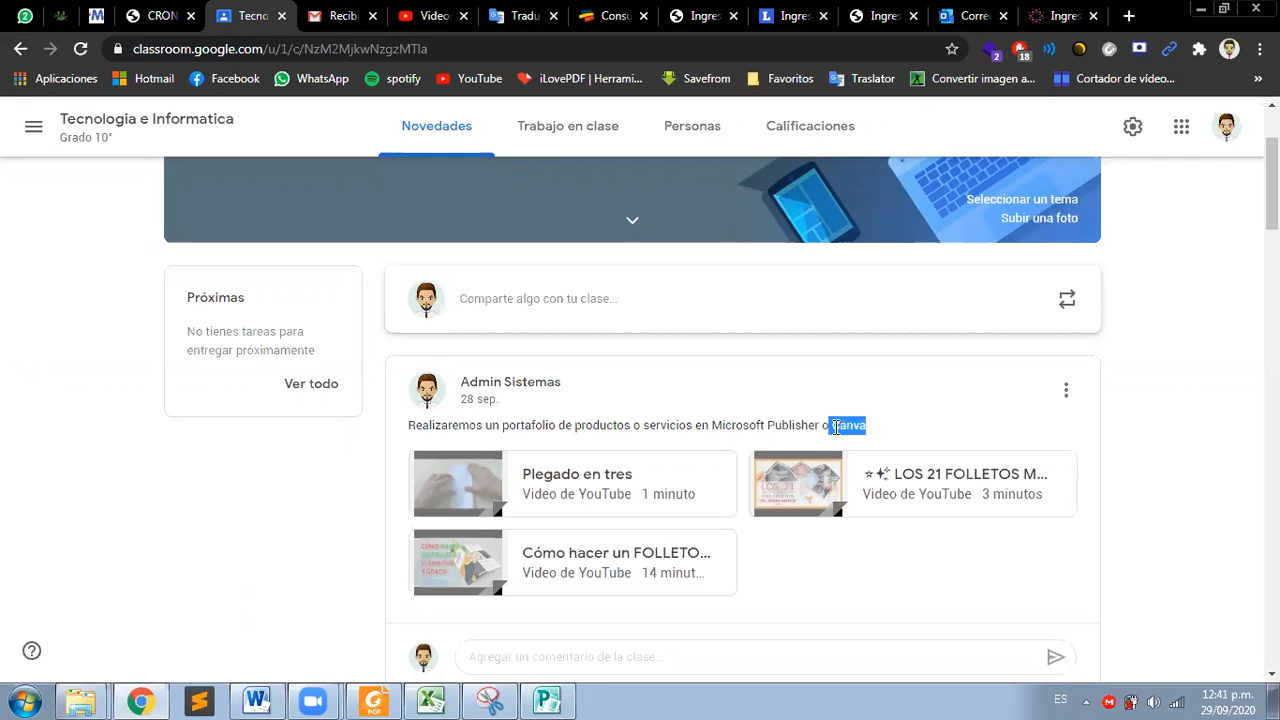 CRON
Tecno
Recib
Video
Tradu
Consu
Ingres
Ingres
Ingres
Corre
Ingres
classroom.google.com/u/1/c/NzM2MjkwNzgzMTla
2
18
Aplicaciones
Hotmail
Facebook
WhatsApp
spotify
YouTube
iLovePDF | Herrami...
Savefrom
Favoritos
Traslator
Convertir imagen a...
Cortador de vídeo...
»
Tecnologia e Informatica
Grado 10°
Novedades
Trabajo en clase
Personas
Calificaciones
Seleccionar un tema
Subir una foto
Próximas
No tienes tareas para
entregar próximamente
Ver todo
Comparte algo con tu clase...
Admin Sistemas
28 sep.
Realizaremos un portafolio de productos o servicios en Microsoft Publisher o Canva
Plegado en tres
Video de YouTube 1 minuto
☆✨ LOS 21 FOLLETOS M...
Video de YouTube 3 minutos
Cómo hacer un FOLLETO...
Video de YouTube 14 minut...
Agregar un comentario de la clase...
ES
12:41 p.m.
29/09/2020